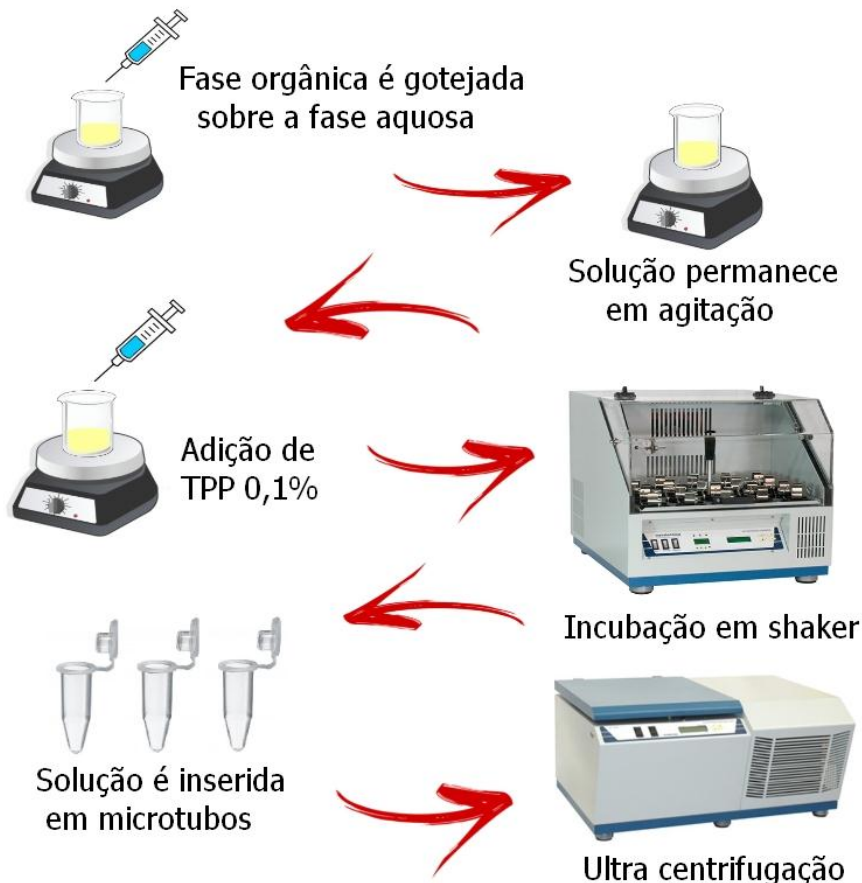 Fase orgânica é gotejada
sobre a fase aquosa
Solução permanece
em agitação
Adição de
TPP 0,1%
Incubação em shaker
Solução é inserida
em microtubos
Ultra centrifugação